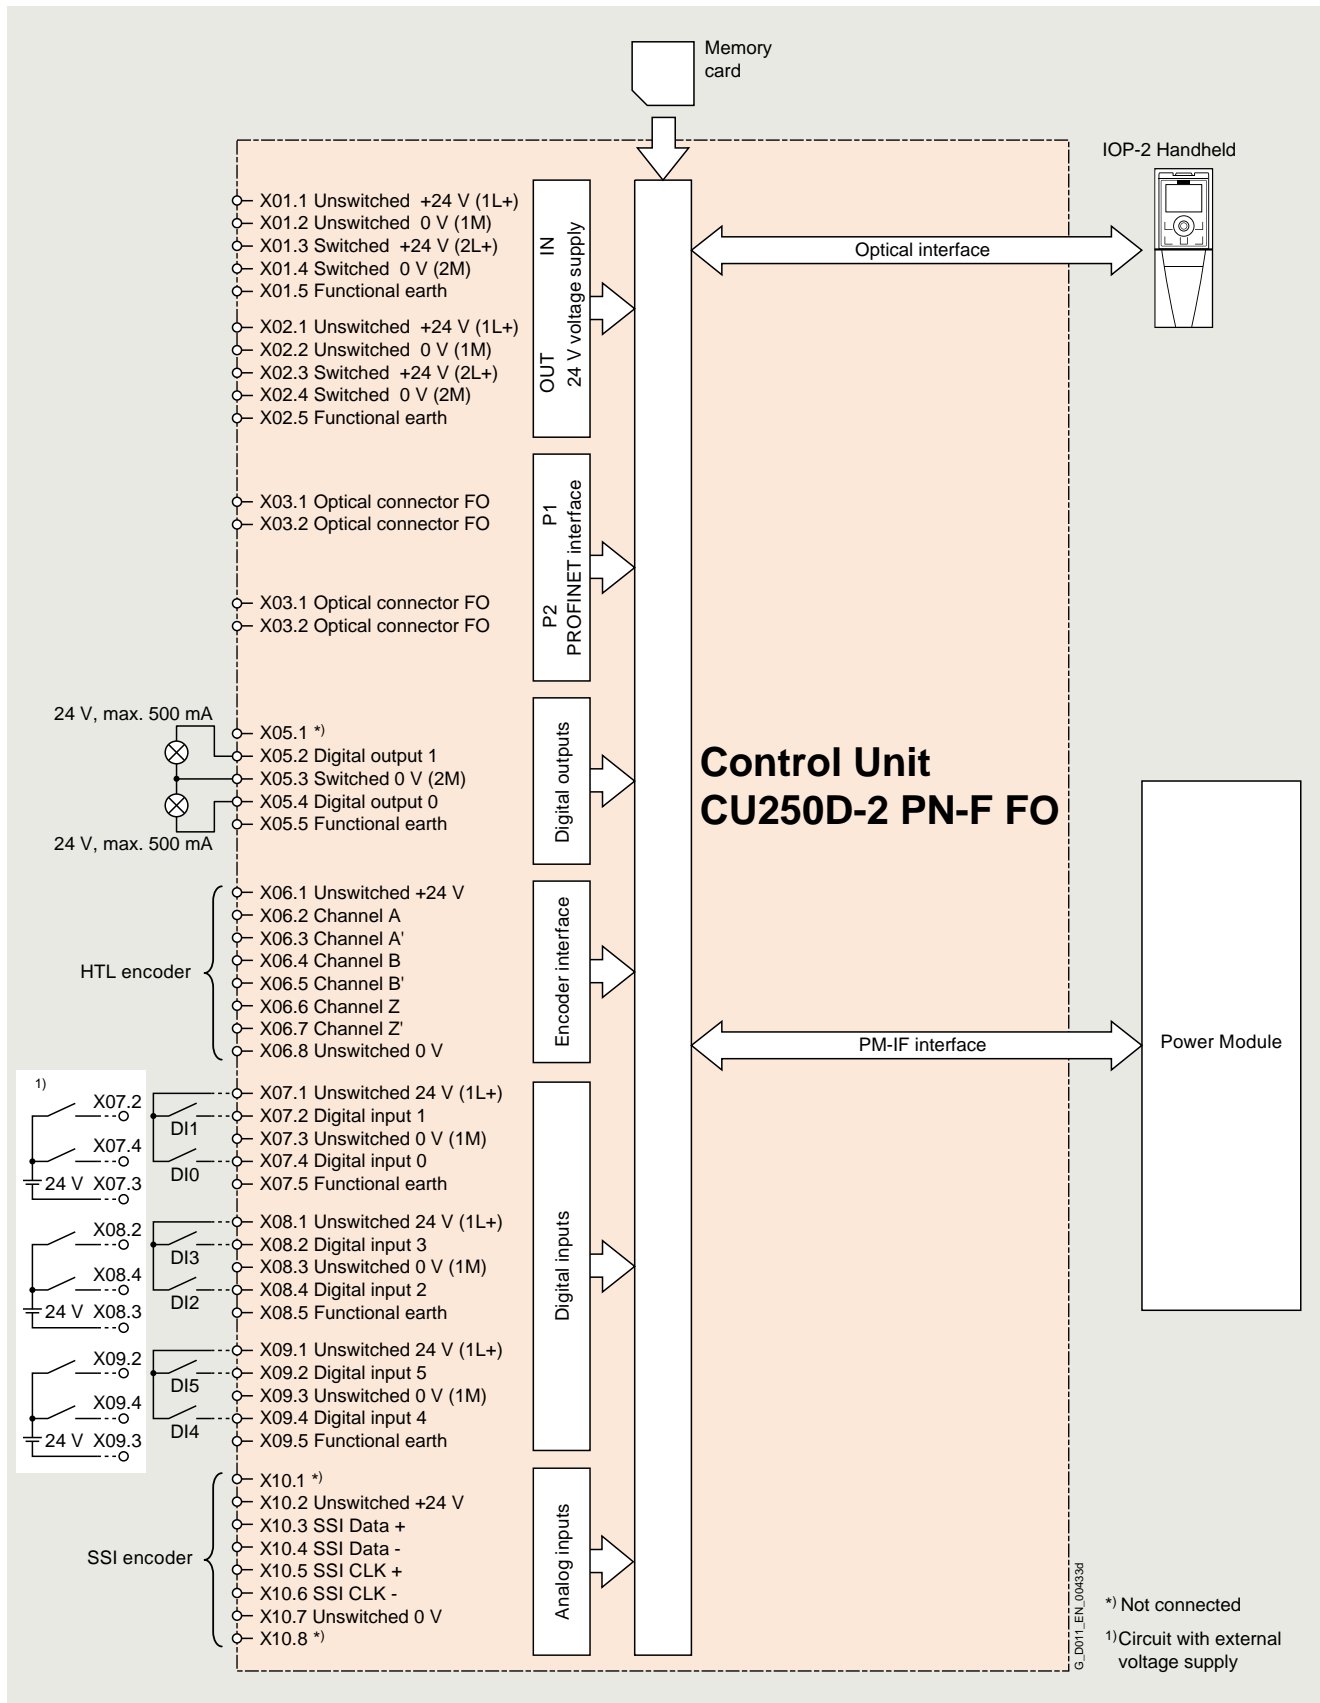 Memory
card
IOP-2 Handheld
X01.1 Unswitched +24 V (1L+)
X01.2 Unswitched 0 V (1M)
X01.3 Switched +24 V (2L+)
X01.4 Switched 0 V (2M)
X01.5 Functional earth
X02.1 Unswitched +24 V (1L+)
X02.2 Unswitched 0 V (1M)
X02.3 Switched +24 V (2L+)
X02.4 Switched 0 V (2M)
X02.5 Functional earth
OUT IN
24 V voltage supply
Optical interface
X03.1 Optical connector FO
X03.2 Optical connector FO
X03.1 Optical connector FO
X03.2 Optical connector FO
P2 P1
PROFINET interface
24 V, max. 500 mA
24 V, max. 500 mA
X05.1 *)
X05.2 Digital output 1
X05.3 Switched 0 V (2M)
X05.4 Digital output 0
X05.5 Functional earth
Digital outputs
Control Unit
CU250D-2 PN-F FO
HTL encoder
X06.1 Unswitched +24 V
X06.2 Channel A
X06.3 Channel A'
X06.4 Channel B
X06.5 Channel B'
X06.6 Channel Z
X06.7 Channel Z'
X06.8 Unswitched 0 V
Encoder interface
PM-IF interface
Power Module
1)
X07.2
X07.4
24 V X07.3
DI1
DI0
X07.1 Unswitched 24 V (1L+)
X07.2 Digital input 1
X07.3 Unswitched 0 V (1M)
X07.4 Digital input 0
X07.5 Functional earth
X08.2
X08.4
24 V X08.3
DI3
DI2
X08.1 Unswitched 24 V (1L+)
X08.2 Digital input 3
X08.3 Unswitched 0 V (1M)
X08.4 Digital input 2
X08.5 Functional earth
Digital inputs
X09.2
X09.4
24 V X09.3
DI5
DI4
X09.1 Unswitched 24 V (1L+)
X09.2 Digital input 5
X09.3 Unswitched 0 V (1M)
X09.4 Digital input 4
X09.5 Functional earth
SSI encoder
X10.1 *)
X10.2 Unswitched +24 V
X10.3 SSI Data +
X10.4 SSI Data -
X10.5 SSI CLK +
X10.6 SSI CLK -
X10.7 Unswitched 0 V
X10.8 *)
Analog inputs
G_D011_EN_00433d
*) Not connected
1) Circuit with external
voltage supply